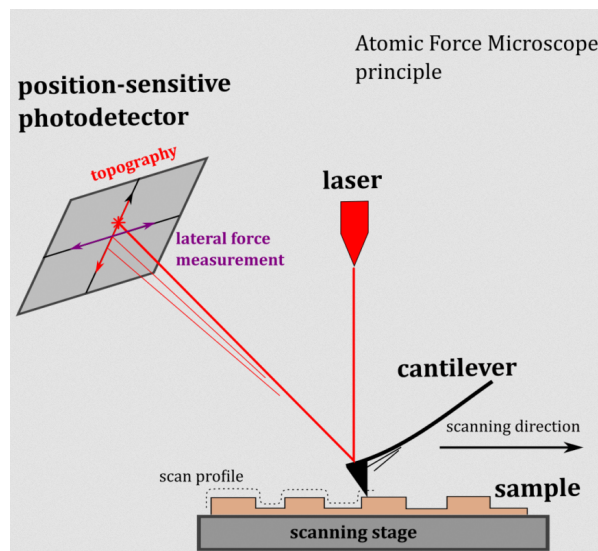 Atomic Force Microscope
principle
position-sensitive
photodetector
topography
laser
lateral force
measurement
cantilever
scanning direction
scan profile
sample
scanning stage